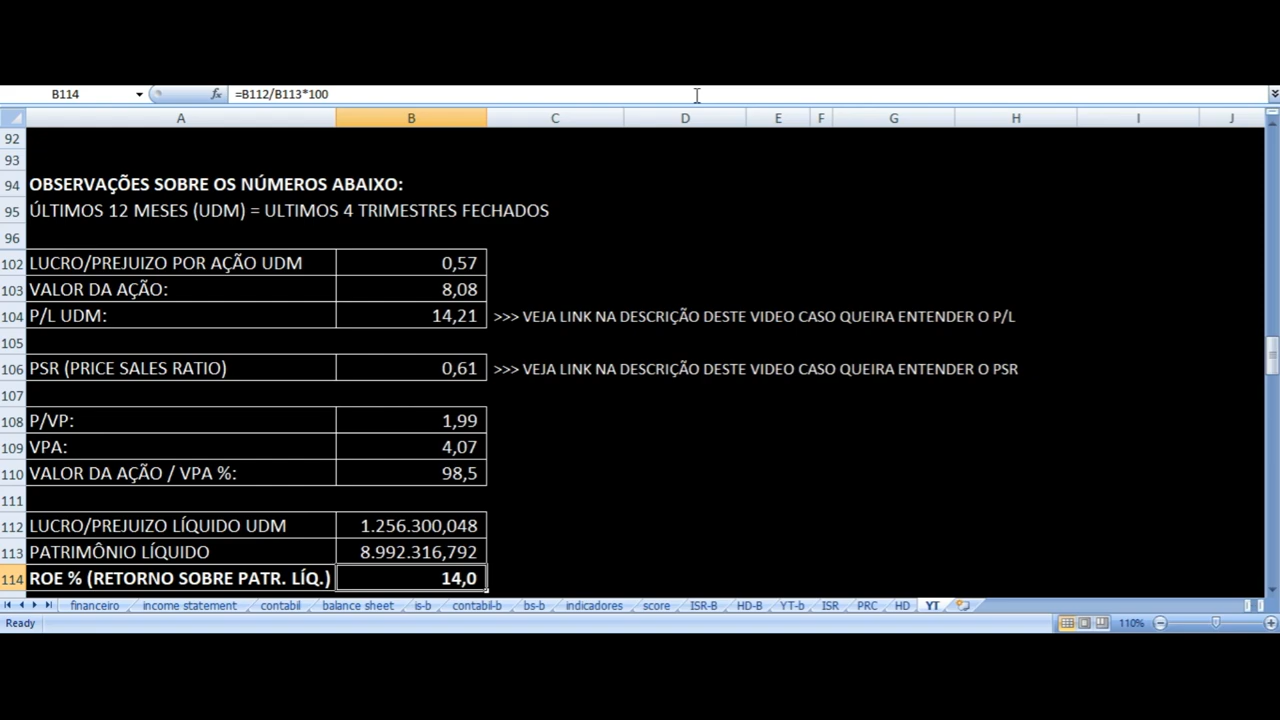 B114 fx =B112/B113*100
A B C D E F G H I J
92
93
94 OBSERVAÇÕES SOBRE OS NÚMEROS ABAIXO:
95 ÚLTIMOS 12 MESES (UDM) = ULTIMOS 4 TRIMESTRES FECHADOS
96
102 LUCRO/PREJUIZO POR AÇÃO UDM 0,57
103 VALOR DA AÇÃO: 8,08
104 P/L UDM: 14,21 >>> VEJA LINK NA DESCRIÇÃO DESTE VIDEO CASO QUEIRA ENTENDER O P/L
105
106 PSR (PRICE SALES RATIO) 0,61 >>> VEJA LINK NA DESCRIÇÃO DESTE VIDEO CASO QUEIRA ENTENDER O PSR
107
108 P/VP: 1,99
109 VPA: 4,07
110 VALOR DA AÇÃO / VPA %: 98,5
111
112 LUCRO/PREJUIZO LÍQUIDO UDM 1.256.300,048
113 PATRIMÔNIO LÍQUIDO 8.992.316,792
114 ROE % (RETORNO SOBRE PATR. LÍQ.) 14,0
financeiro income statement contabil balance sheet is-b contabil-b bs-b indicadores score ISR-B HD-B YT-b ISR PRC HD YT
Ready 110%